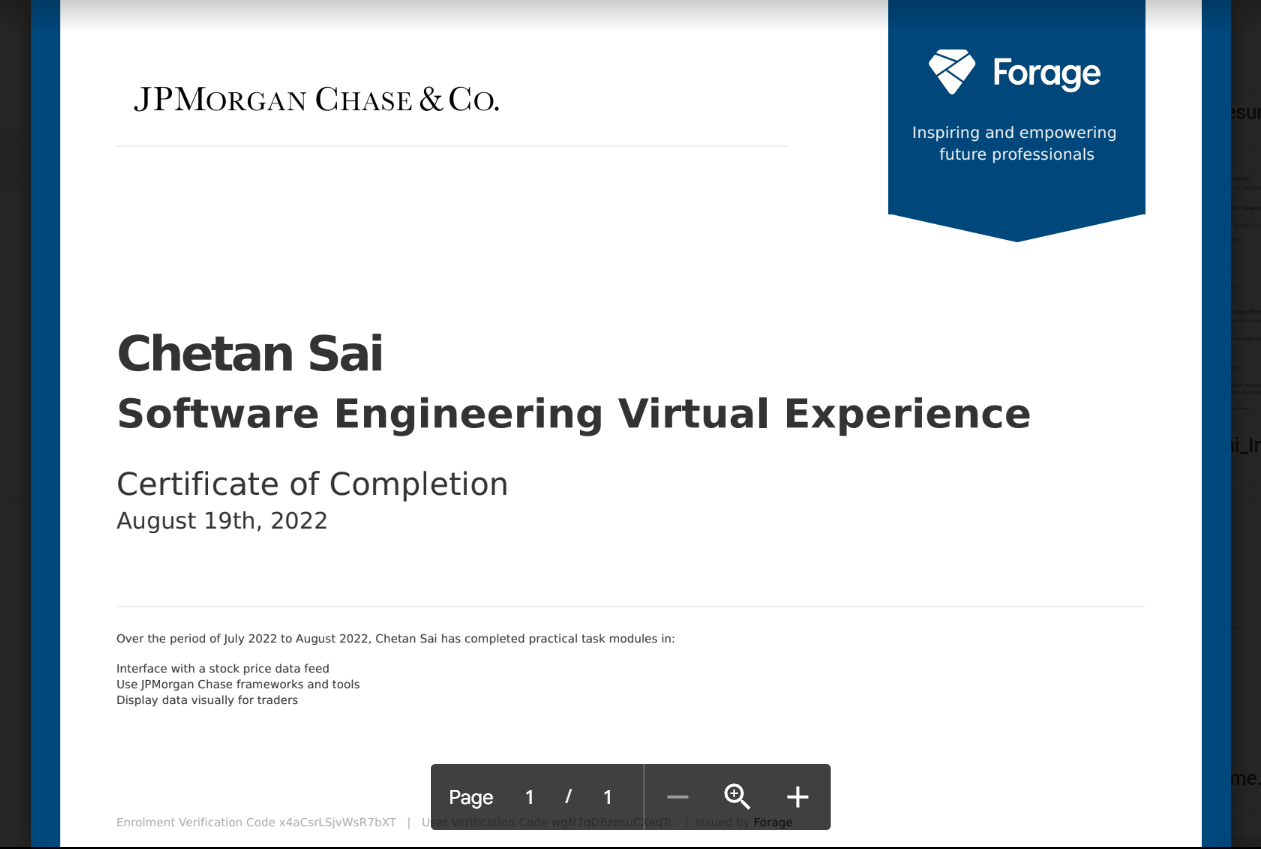 JPMORGAN CHASE & CO.
Forage
Inspiring and empowering
future professionals
Chetan Sai
Software Engineering Virtual Experience
Certificate of Completion
August 19th, 2022
Over the period of July 2022 to August 2022, Chetan Sai has completed practical task modules in:
Interface with a stock price data feed
Use JPMorgan Chase frameworks and tools
Display data visually for traders
Page 1 / 1
Enrolment Verification Code x4aCsrLSjvWsR7bXT | User Verification Code | Issued by Forage